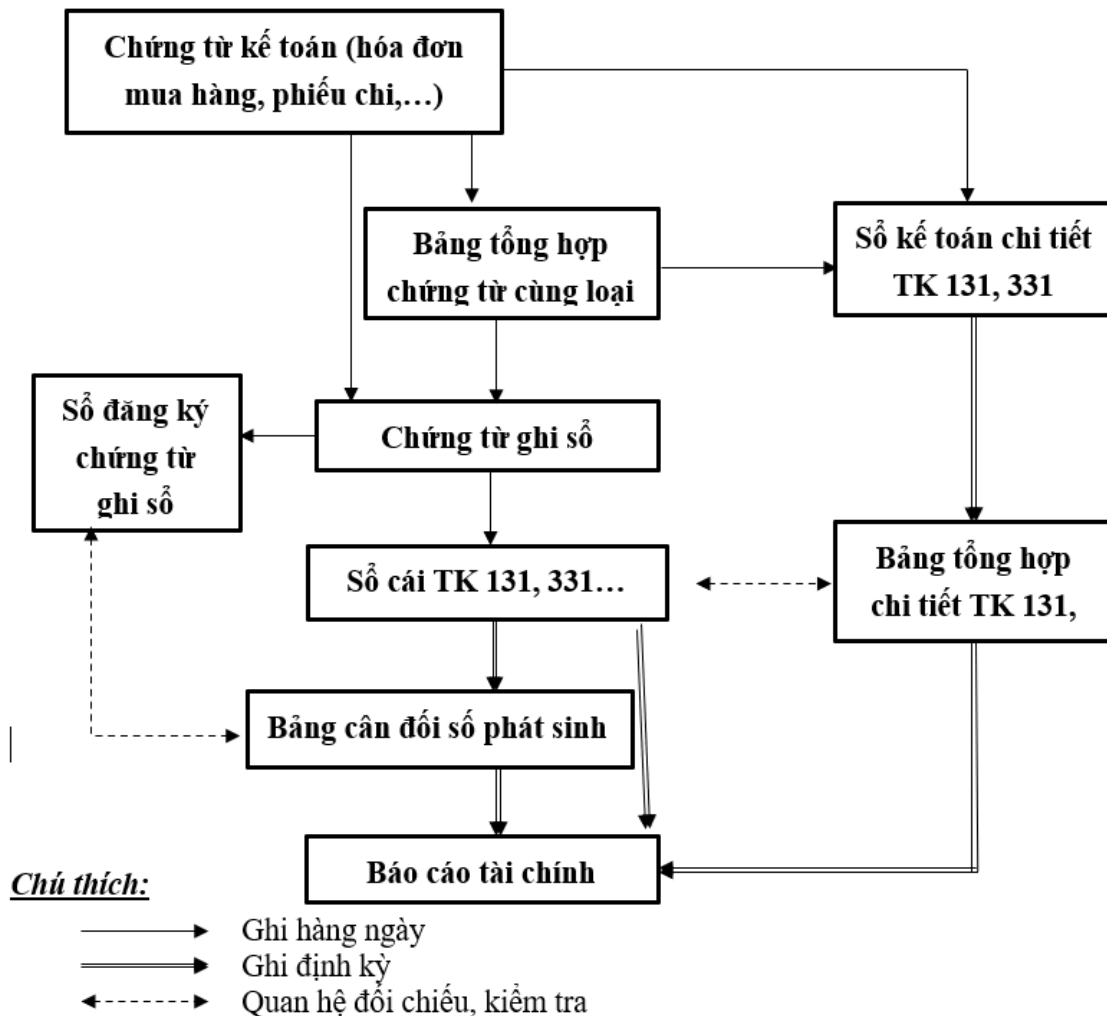 Chứng từ kế toán (hóa đơn
mua hàng, phiếu chi,…)
Bảng tổng hợp
chứng từ cùng loại
Sổ kế toán chi tiết
TK 131, 331
Sổ đăng ký
chứng từ
ghi sổ
Chứng từ ghi sổ
Sổ cái TK 131, 331…
Bảng tổng hợp
chi tiết TK 131,
Bảng cân đối số phát sinh
Báo cáo tài chính
Chú thích:
Ghi hàng ngày
Ghi định kỳ
Quan hệ đối chiếu, kiểm tra